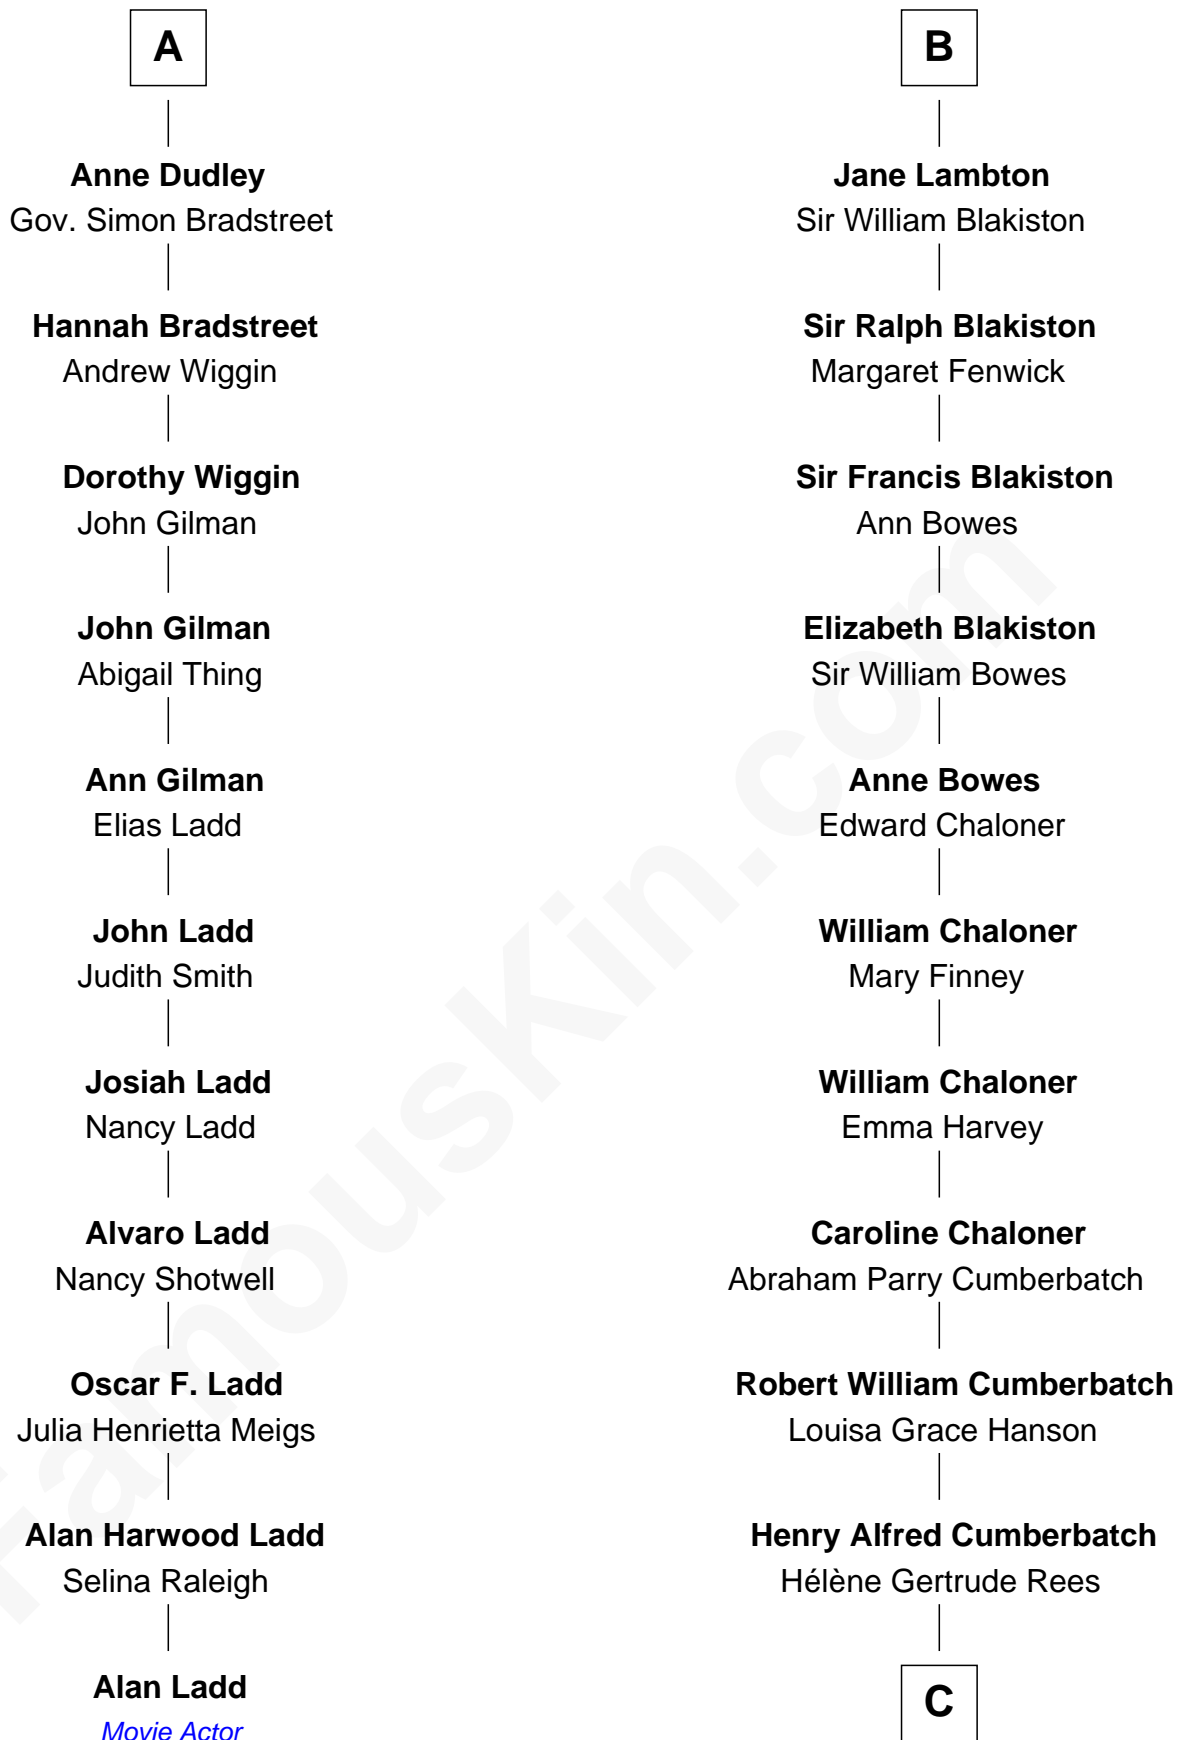 A
Anne Dudley
Gov. Simon Bradstreet
Hannah Bradstreet
Andrew Wiggin
Dorothy Wiggin
John Gilman
John Gilman
Abigail Thing
Ann Gilman
Elias Ladd
John Ladd
Judith Smith
Josiah Ladd
Nancy Ladd
Alvaro Ladd
Nancy Shotwell
Oscar F. Ladd
Julia Henrietta Meigs
Alan Harwood Ladd
Selina Raleigh
Alan Ladd
Movie Actor
B
Jane Lambton
Sir William Blakiston
Sir Ralph Blakiston
Margaret Fenwick
Sir Francis Blakiston
Ann Bowes
Elizabeth Blakiston
Sir William Bowes
Anne Bowes
Edward Chaloner
William Chaloner
Mary Finney
William Chaloner
Emma Harvey
Caroline Chaloner
Abraham Parry Cumberbatch
Robert William Cumberbatch
Louisa Grace Hanson
Henry Alfred Cumberbatch
Hélène Gertrude Rees
C
FamousKin.com